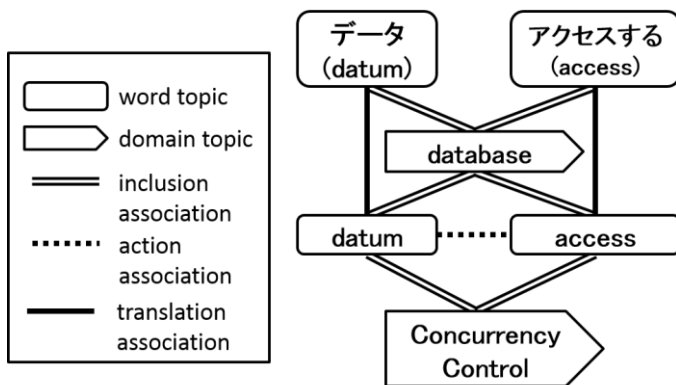 word topic
domain topic
inclusion
association
action
association
translation
association
データ
(datum)
アクセスする
(access)
database
datum
access
Concurrency
Control